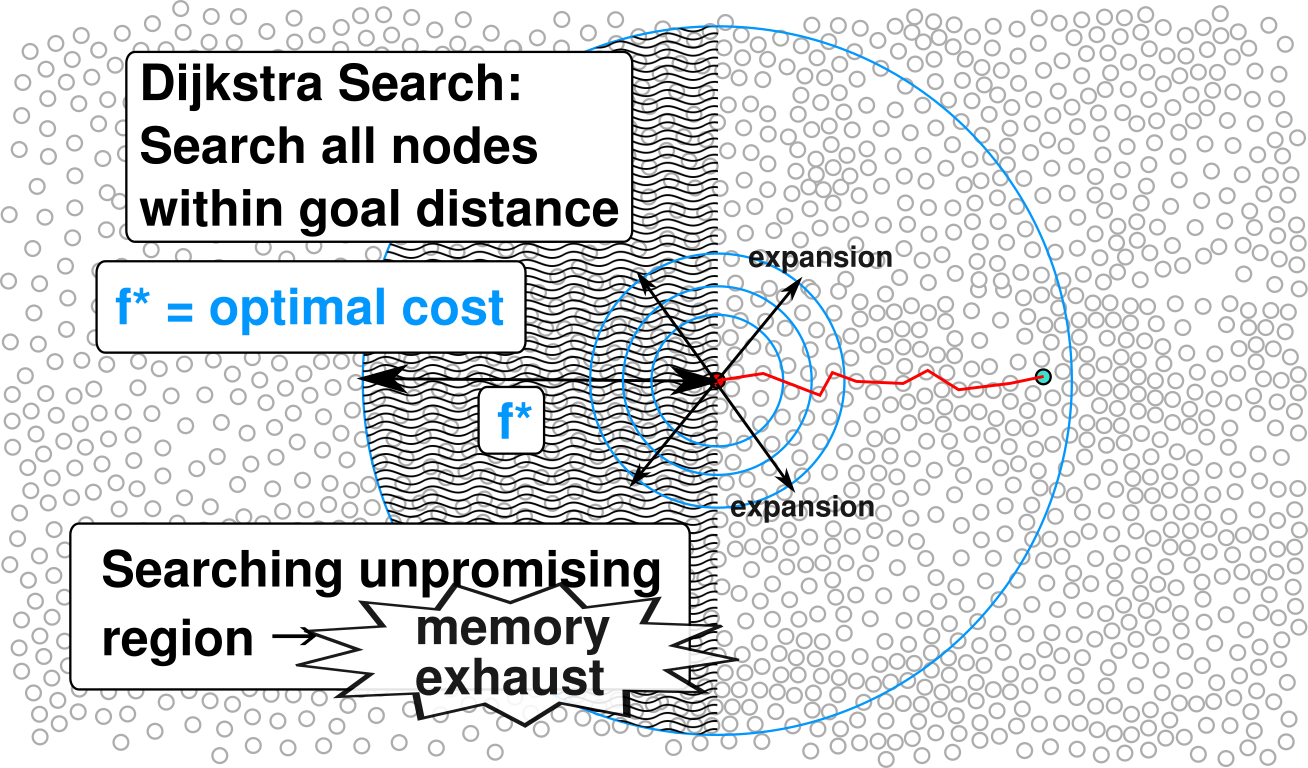 Dijkstra Search:
Search all nodes
within goal distance
expansion
f* = optimal cost
f*
expansion
Searching unpromising
region →
memory
exhaust